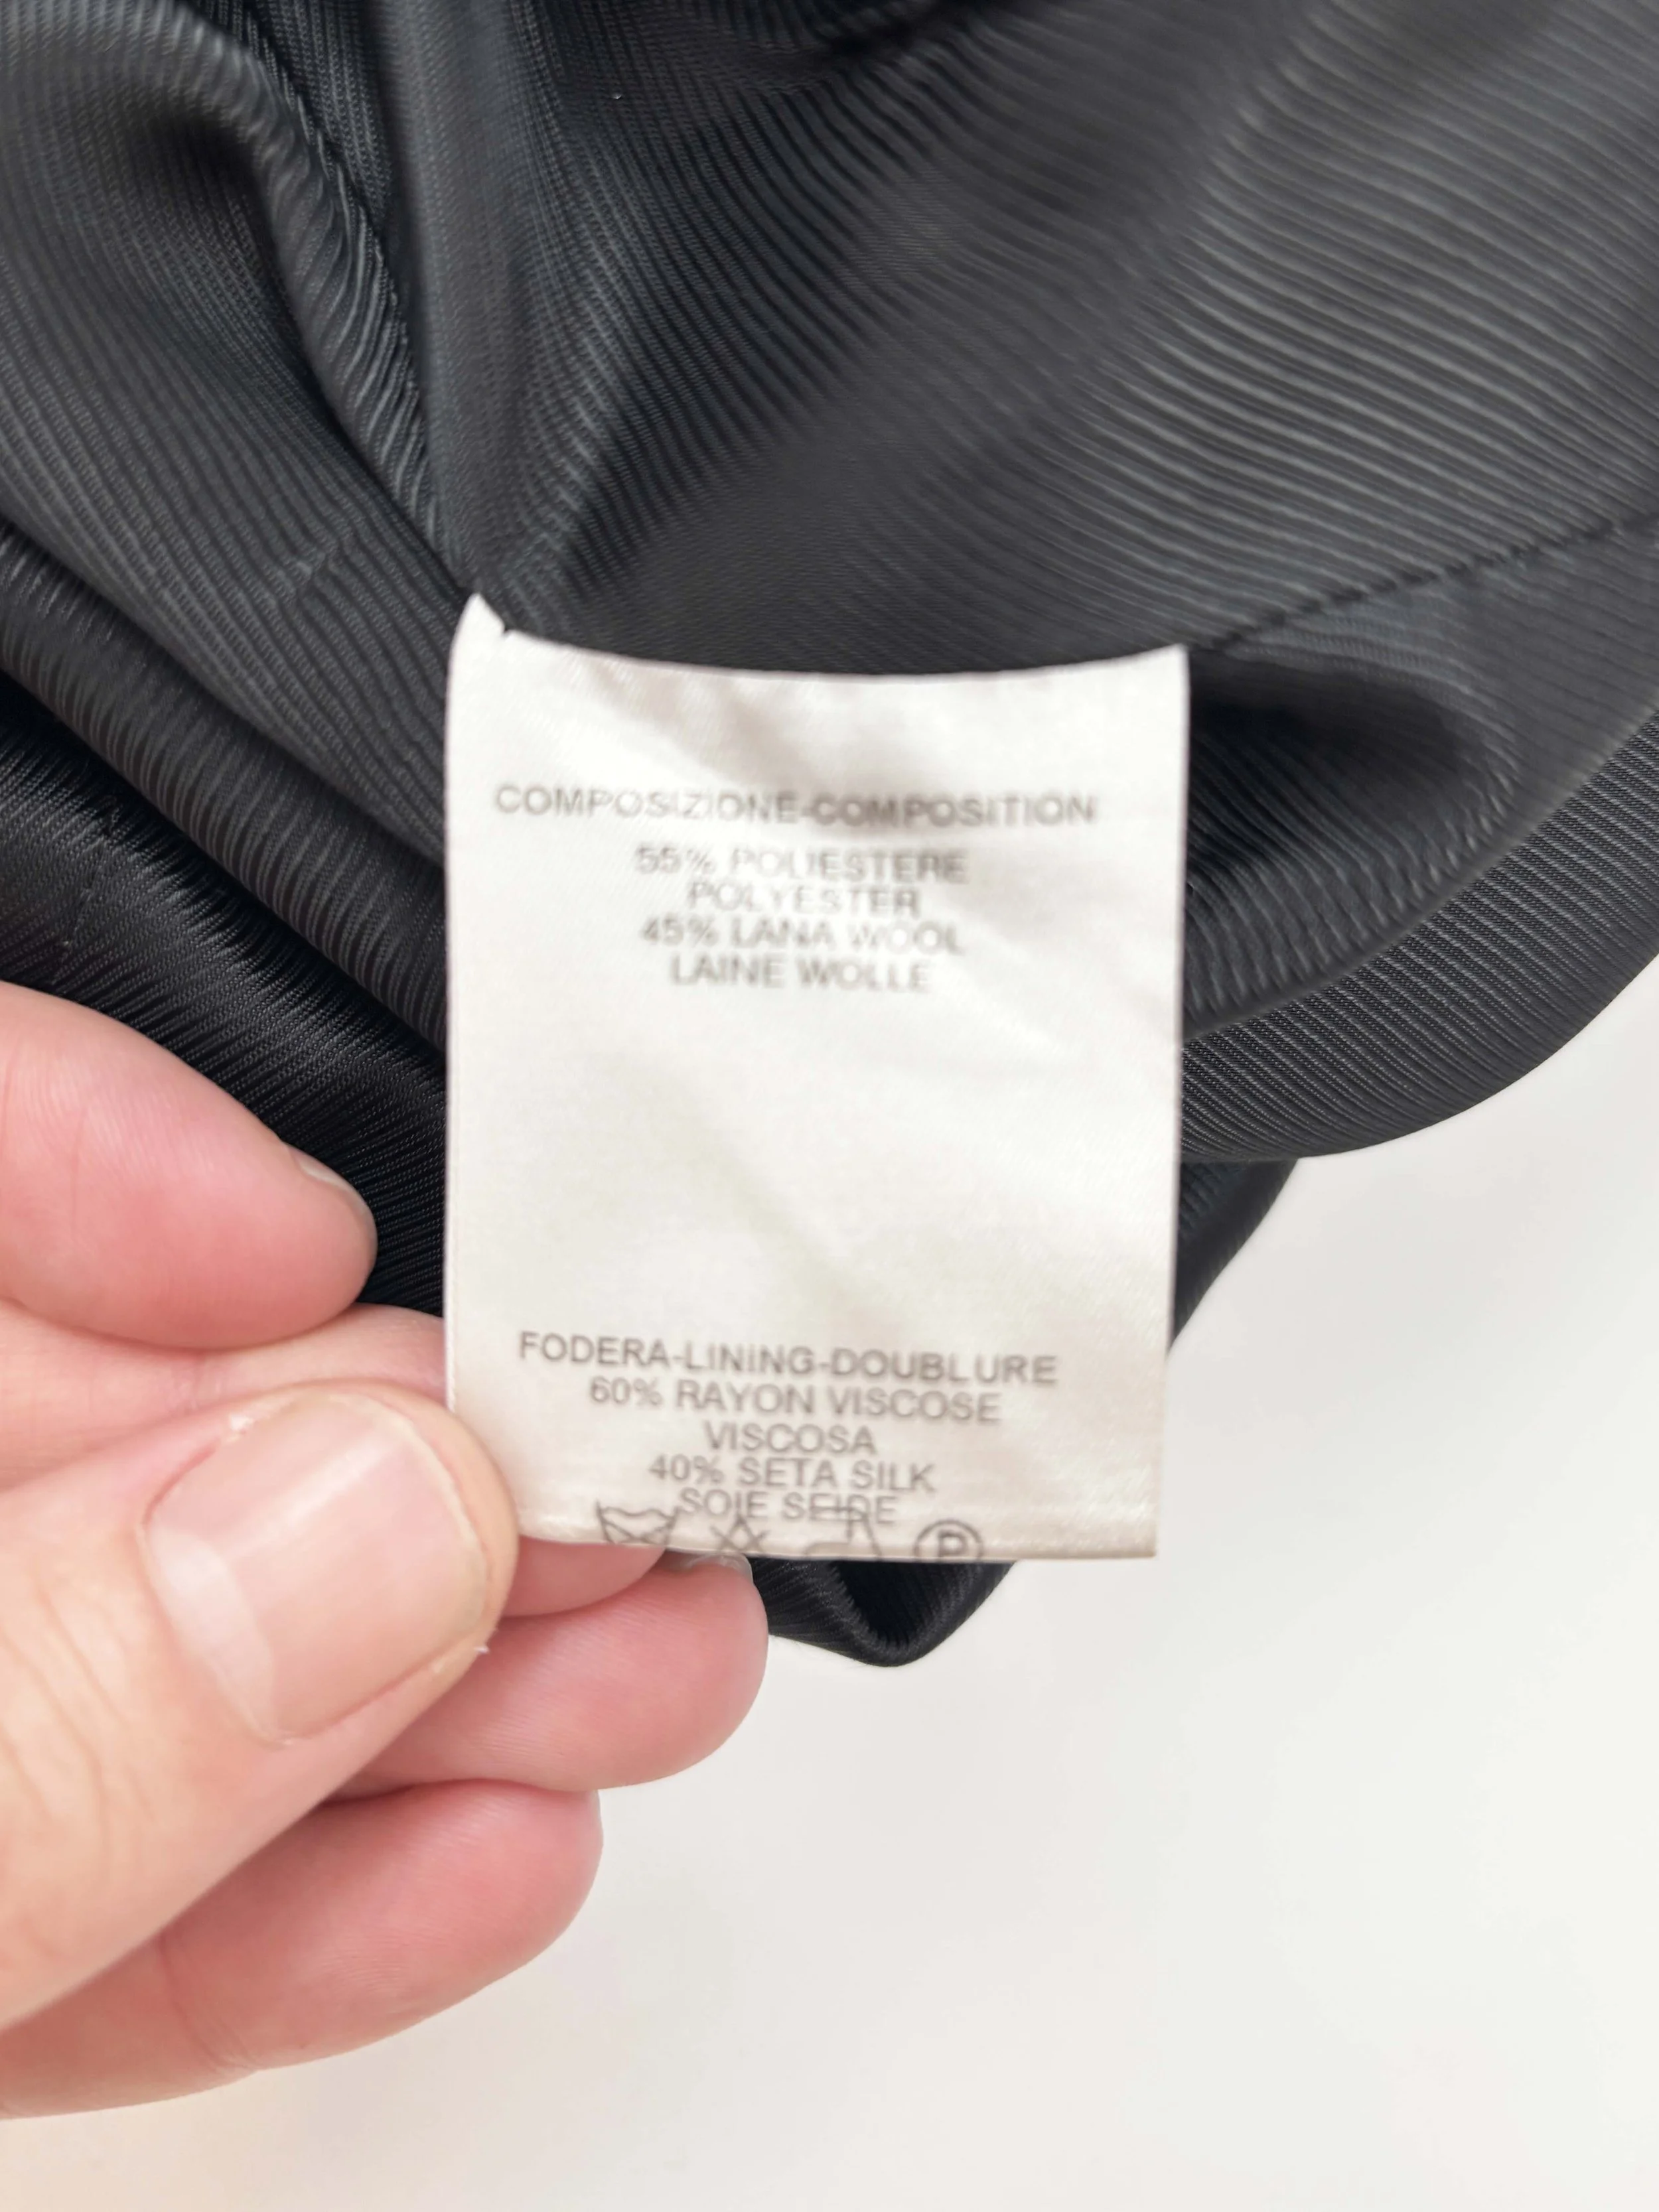 COMPOSIZIONE-COMPOSITION
55% POLIESTERE
POLYESTER
45% LANA WOOL
LAINE WOLLE
FODERA-LINING-DOUBLURE
60% RAYON VISCOSE
VISCOSA
40% SETA SILK
SOIE SEIDE
P